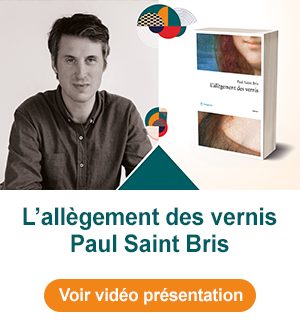 Paul Saint Bris
L'allègement des vernis
L'allègement des vernis
Paul Saint Bris
Voir vidéo présentation